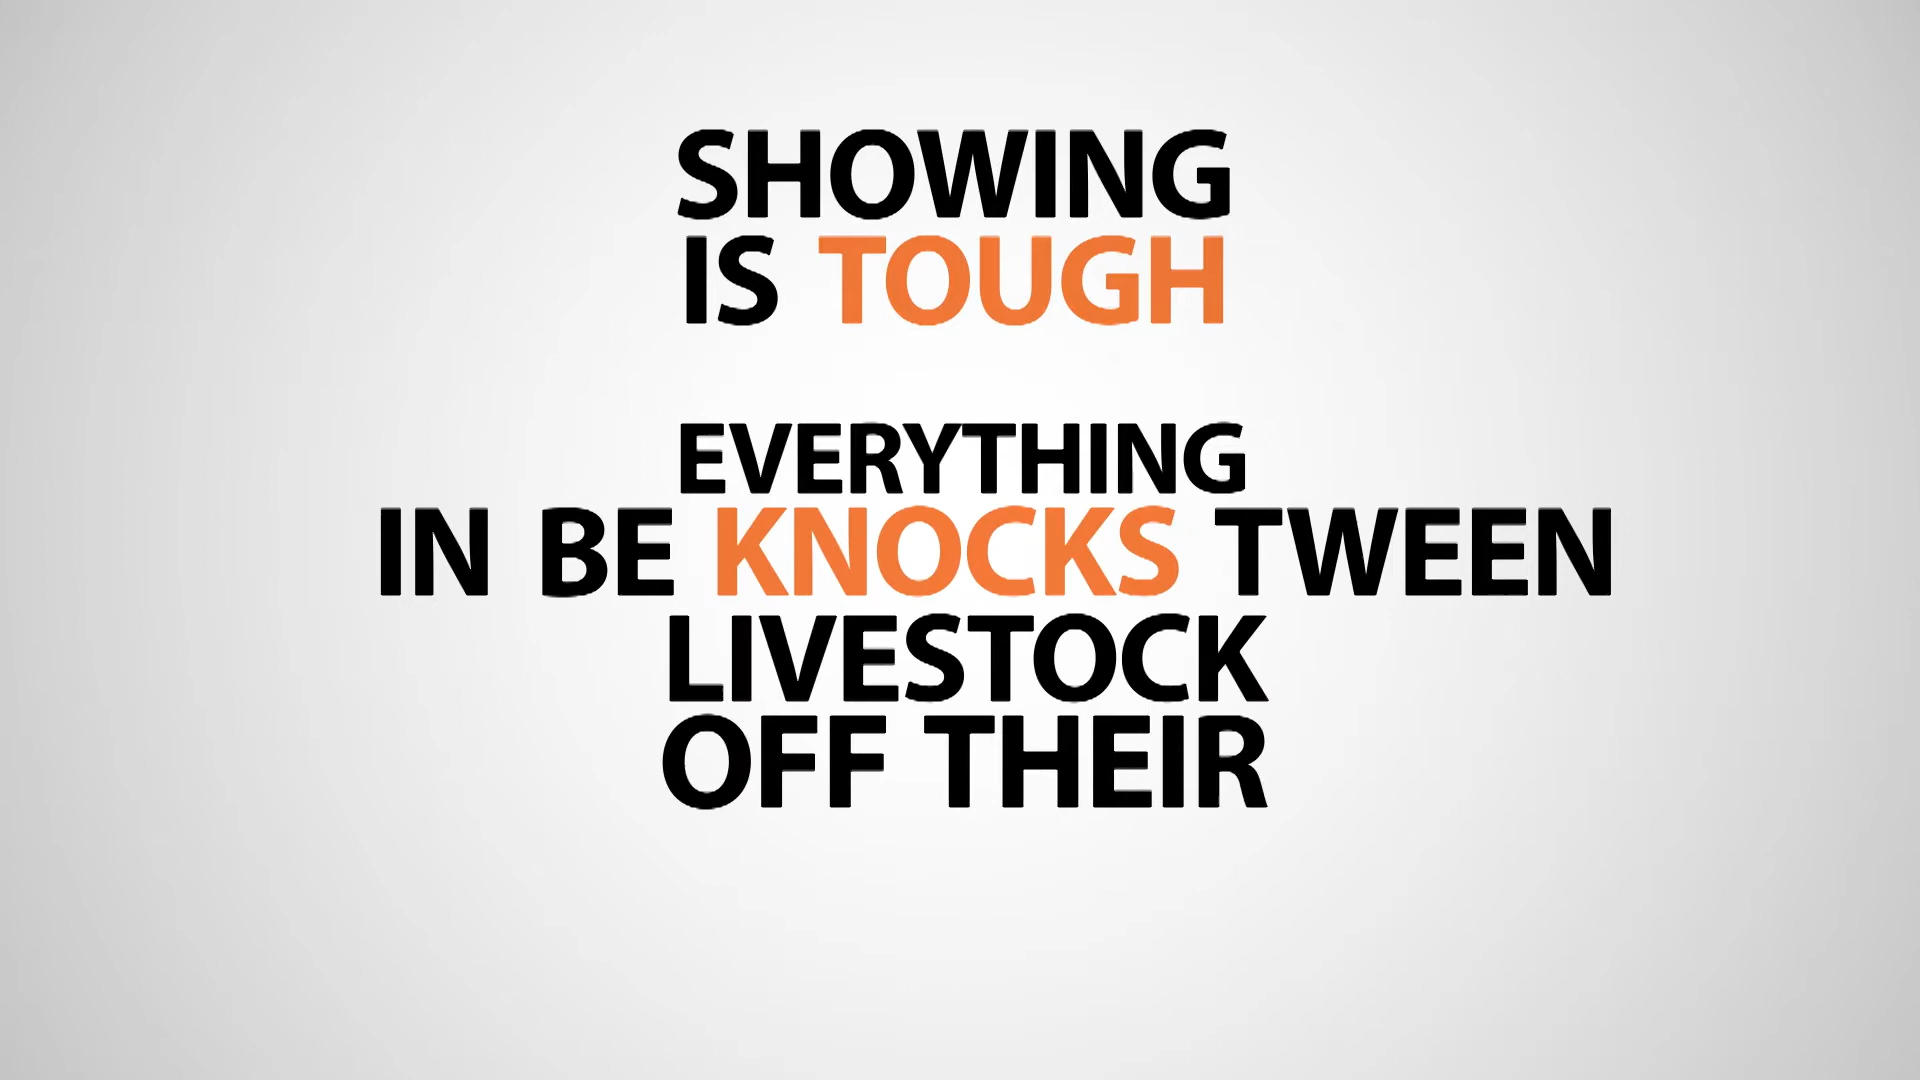 SHOWING
IS TOUGH
EVERYTHING
IN BE KNOCKS TWEEN
LIVESTOCK
OFF THEIR